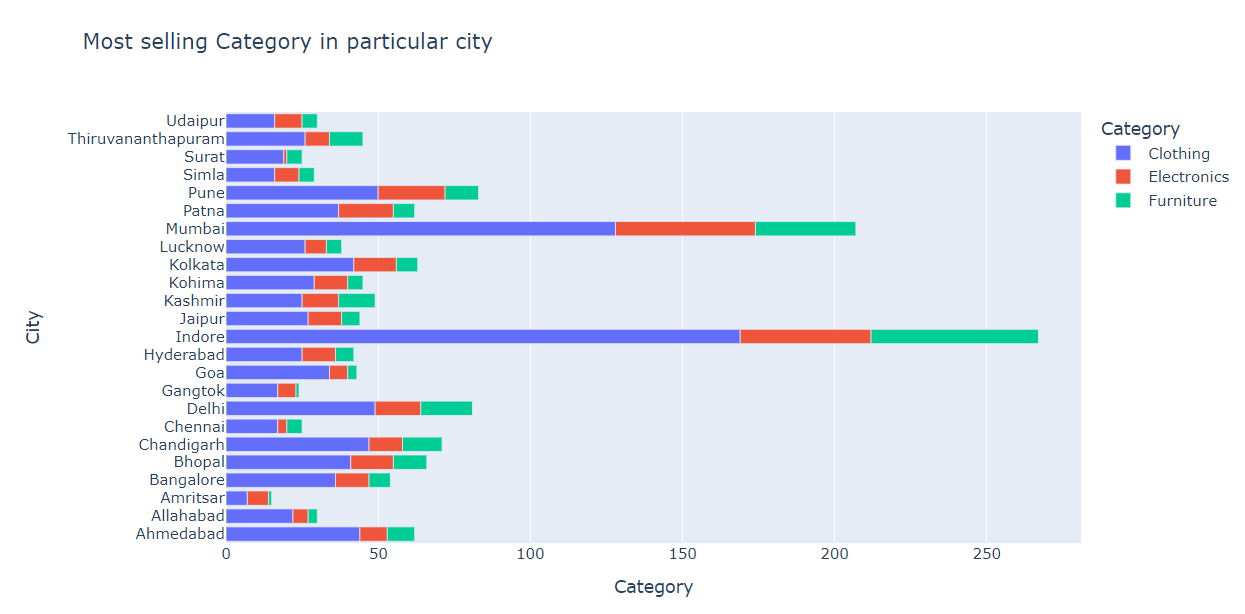 Most selling Category in particular city
Category
Clothing
Electronics
Furniture
City
Udaipur
Thiruvananthapuram
Surat
Simla
Pune
Patna
Mumbai
Lucknow
Kolkata
Kohima
Kashmir
Jaipur
Indore
Hyderabad
Goa
Gangtok
Delhi
Chennai
Chandigarh
Bhopal
Bangalore
Amritsar
Allahabad
Ahmedabad
0 50 100 150 200 250
Category